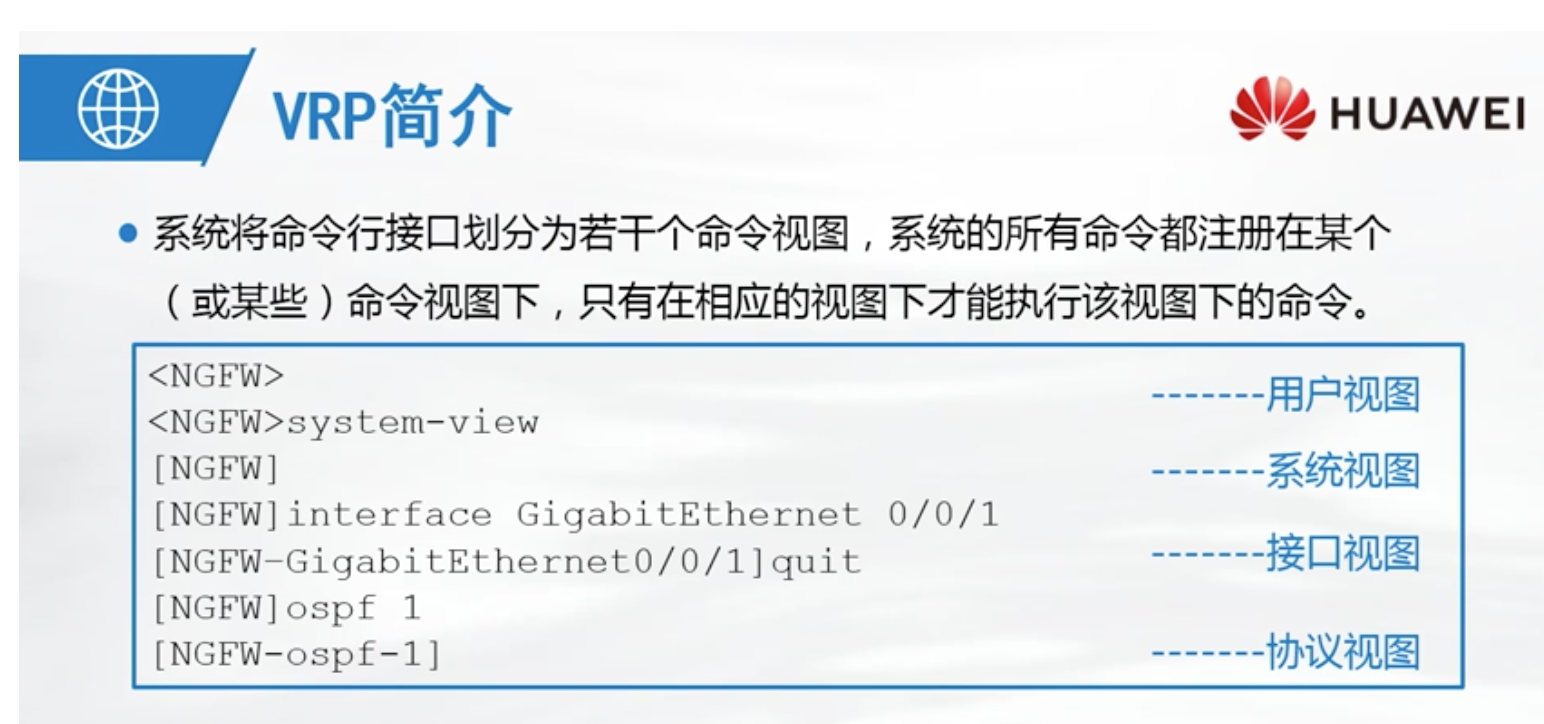 VRP简介
HUAWEI
系统将命令行接口划分为若干个命令视图，系统的所有命令都注册在某个
（或某些）命令视图下，只有在相应的视图下才能执行该视图下的命令。
<NGFW> -------用户视图
<NGFW>system-view
[NGFW] -------系统视图
[NGFW]interface GigabitEthernet 0/0/1
[NGFW-GigabitEthernet0/0/1]quit -------接口视图
[NGFW]ospf 1
[NGFW-ospf-1] -------协议视图